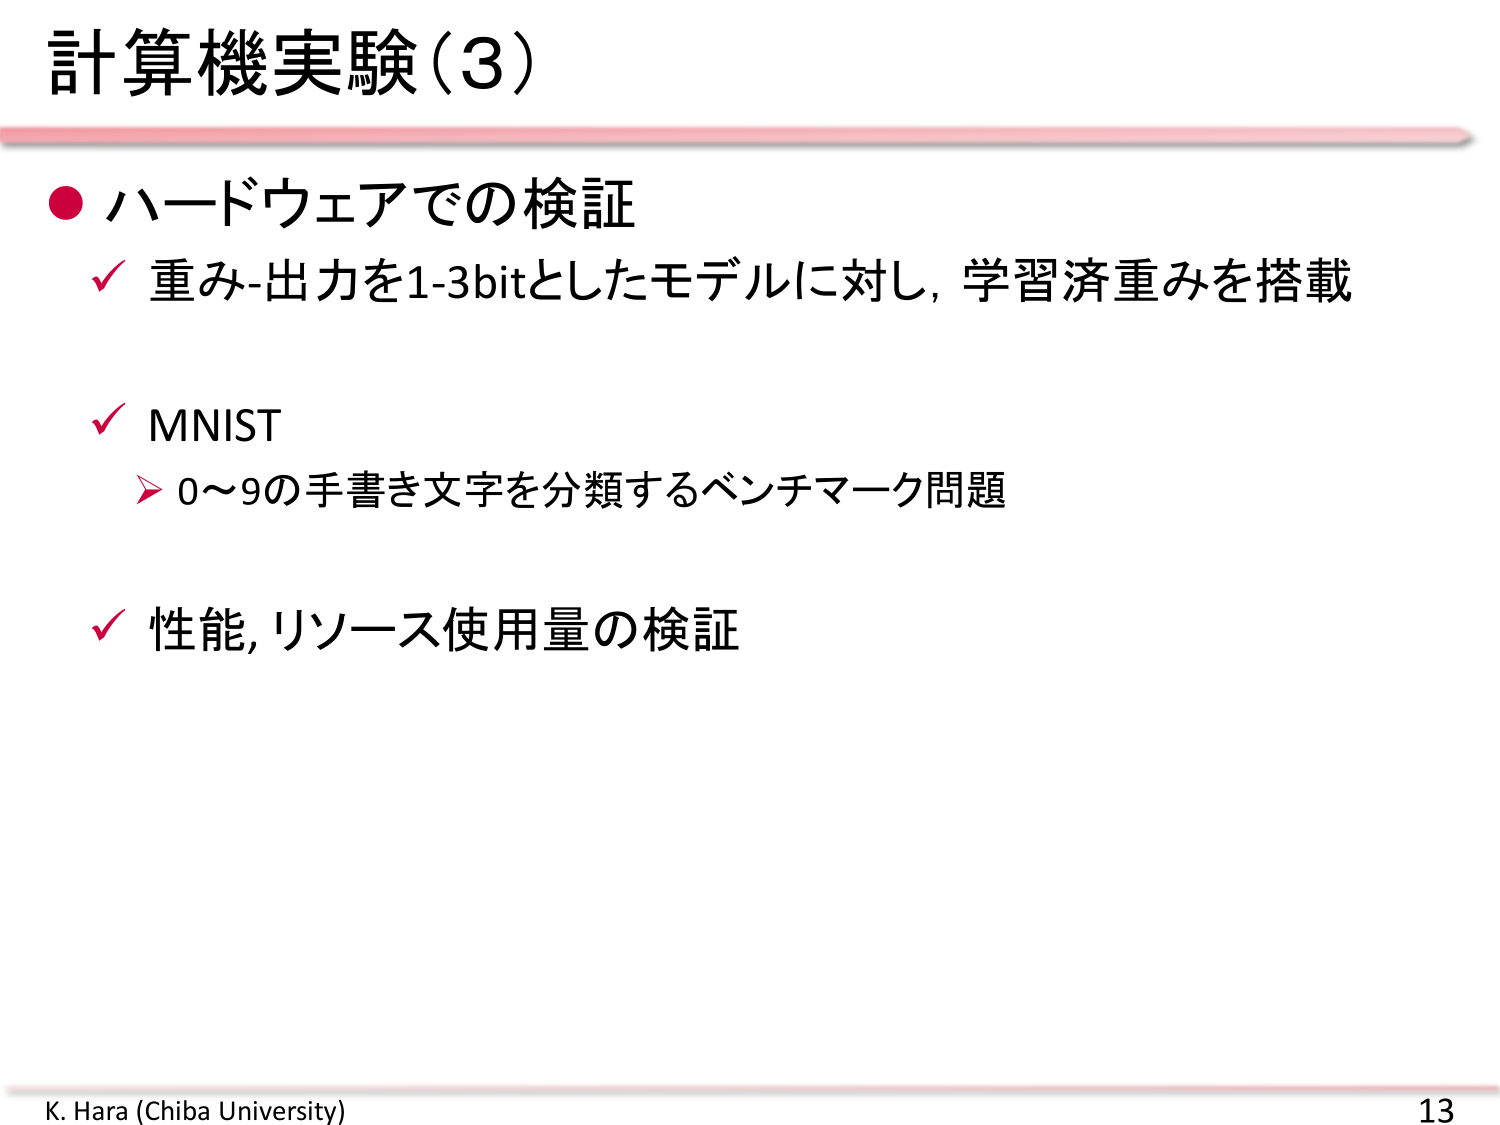 計算機実験（3）
● ハードウェアでの検証
✓ 重み-出力を1-3bitとしたモデルに対し, 学習済重みを搭載
✓ MNIST
➢ 0～9の手書き文字を分類するベンチマーク問題
✓ 性能, リソース使用量の検証
K. Hara (Chiba University)
13